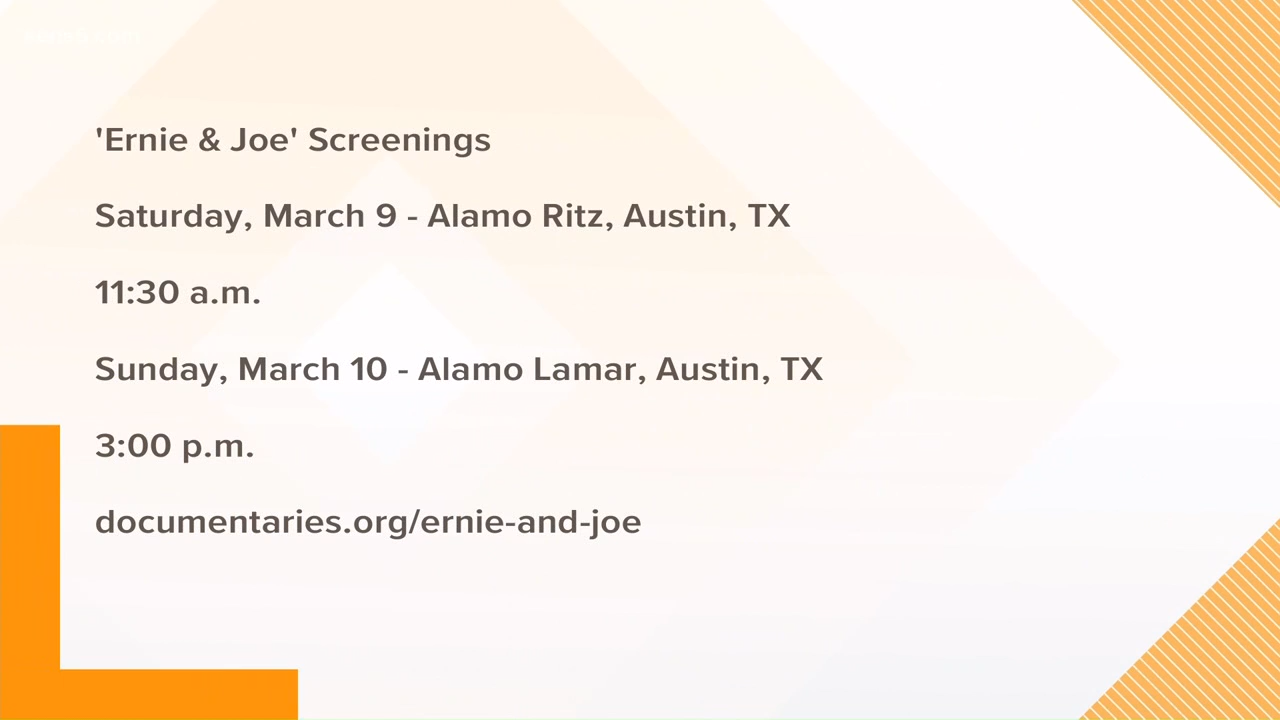 'Ernie & Joe' Screenings
Saturday, March 9 - Alamo Ritz, Austin, TX
11:30 a.m.
Sunday, March 10 - Alamo Lamar, Austin, TX
3:00 p.m.
documentaries.org/ernie-and-joe